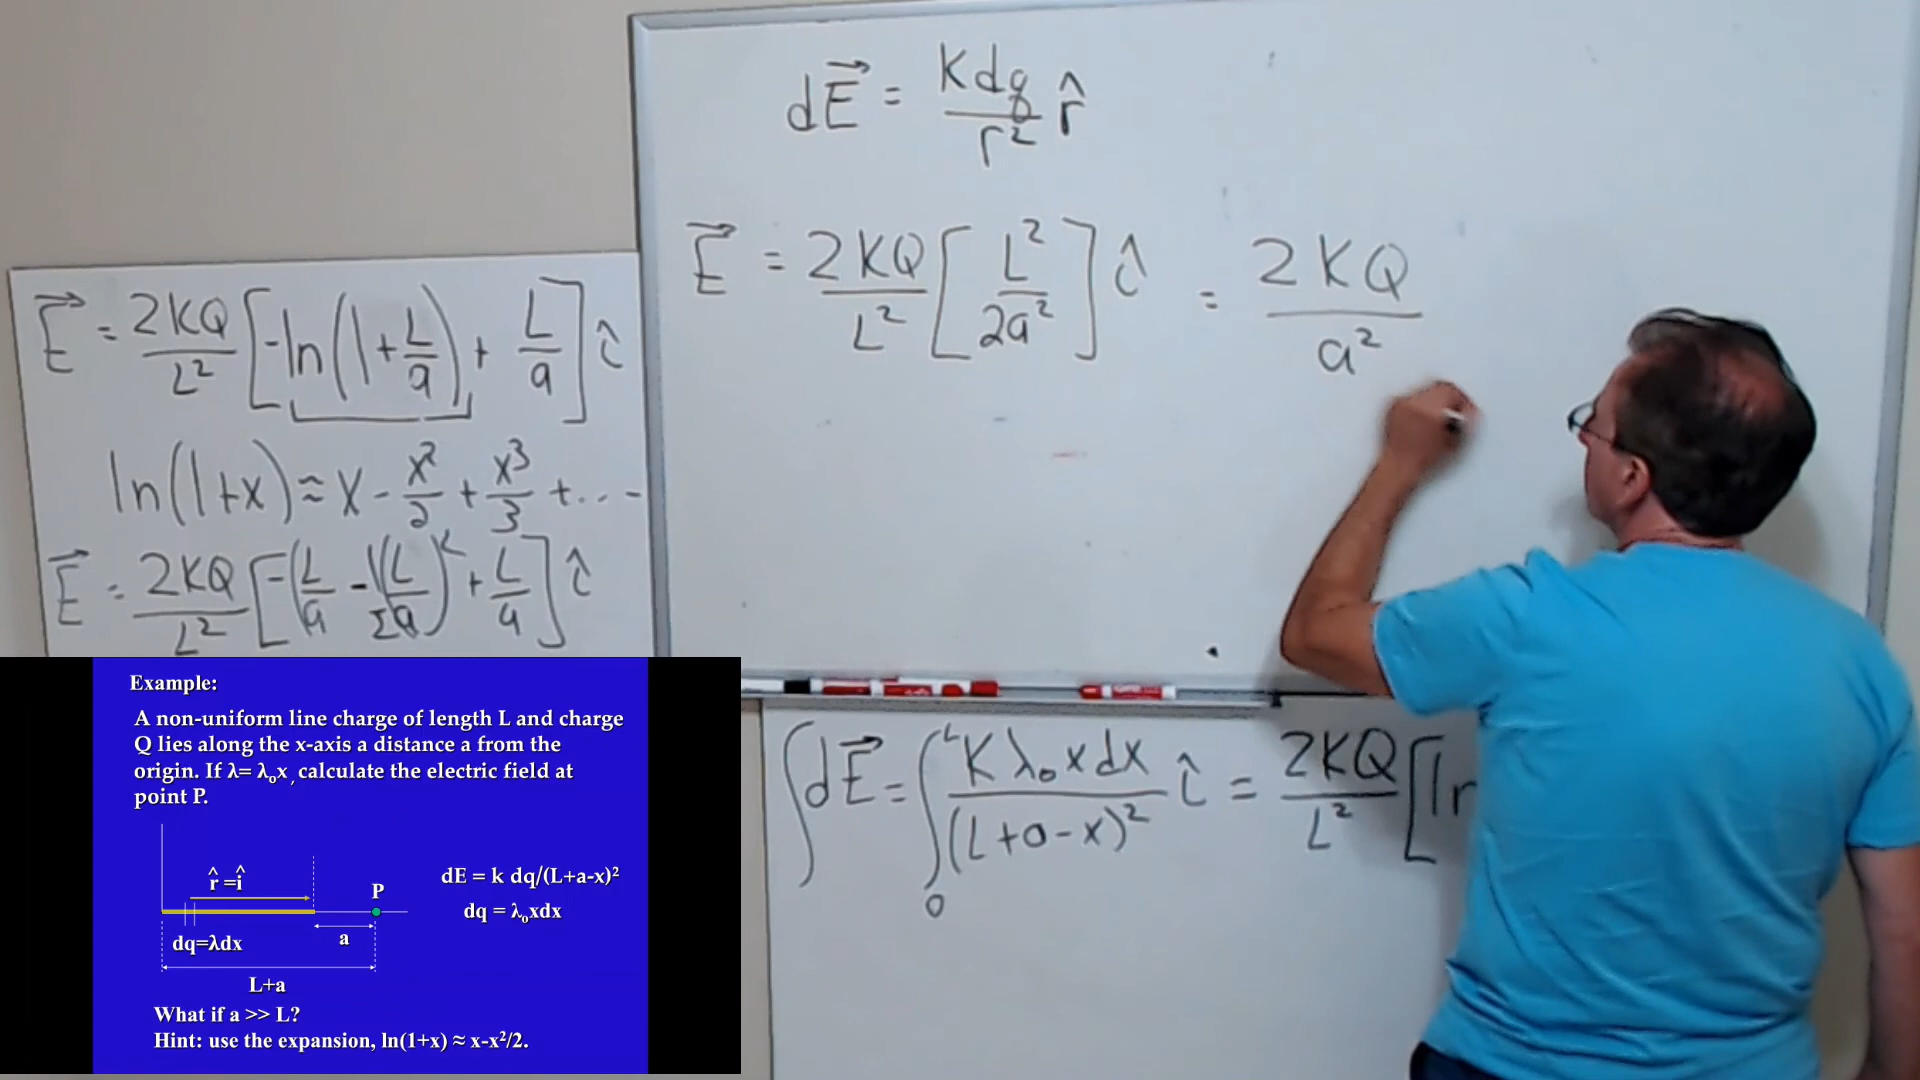 dE⃗ = Kdq/r² r̂
E⃗ = 2KQ/L² [L²/2a²] î = 2KQ/a²
E⃗ = 2KQ/L² [-ln(1+L/a) + L/a] î
ln(1+x) ≈ x - x²/2 + x³/3 + ...-
E⃗ = 2KQ/L² [-(L/a - 1/2(L/a)² + L/a] î
∫dE⃗ = ∫₀ᴸ Kλ₀xdx/(L+a-x)² î = 2KQ/L² [ln
Example:
A non-uniform line charge of length L and charge
Q lies along the x-axis a distance a from the
origin. If λ= λ₀x, calculate the electric field at
point P.
r̂ =î
P
dE = k dq/(L+a-x)²
dq = λ₀xdx
dq=λdx
a
L+a
What if a >> L?
Hint: use the expansion, ln(1+x) ≈ x-x²/2.